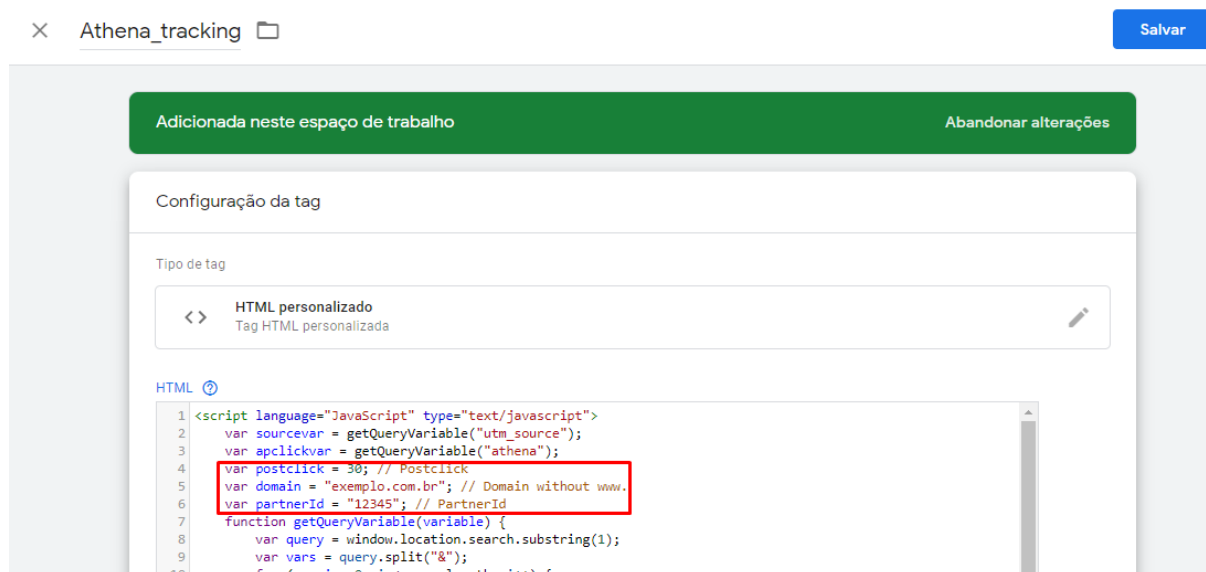 Athena_tracking
Salvar
Adicionada neste espaço de trabalho
Abandonar alterações
Configuração da tag
Tipo de tag
<> HTML personalizado
Tag HTML personalizada
HTML
1 <script language="JavaScript" type="text/javascript">
2 var sourcevar = getQueryVariable("utm_source");
3 var apclickvar = getQueryVariable("athena");
4 var postclick = 30; // Postclick
5 var domain = "exemplo.com.br"; // Domain without www.
6 var partnerId = "12345"; // PartnerId
7 function getQueryVariable(variable) {
8 var query = window.location.search.substring(1);
9 var vars = query.split("&");